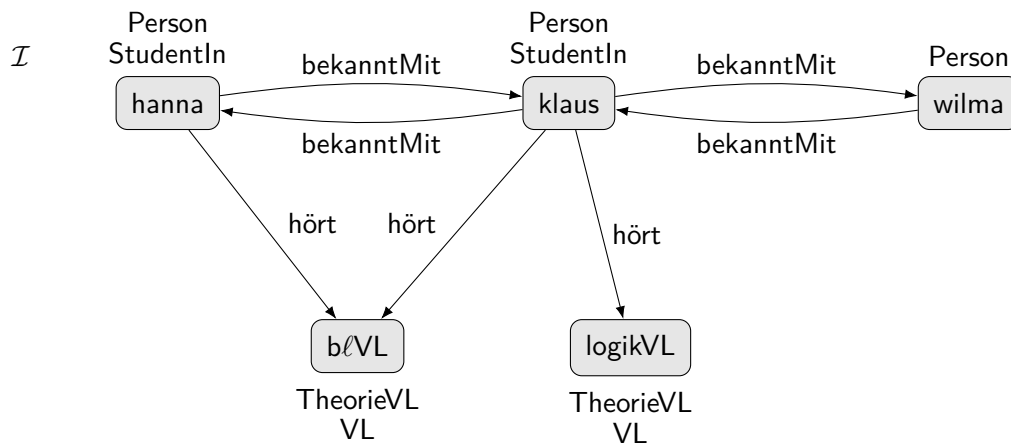 ℐ
Person
StudentIn
hanna
bekanntMit
bekanntMit
Person
StudentIn
klaus
bekanntMit
bekanntMit
Person
wilma
hört
hört
hört
bℓVL
TheorieVL
VL
logikVL
TheorieVL
VL